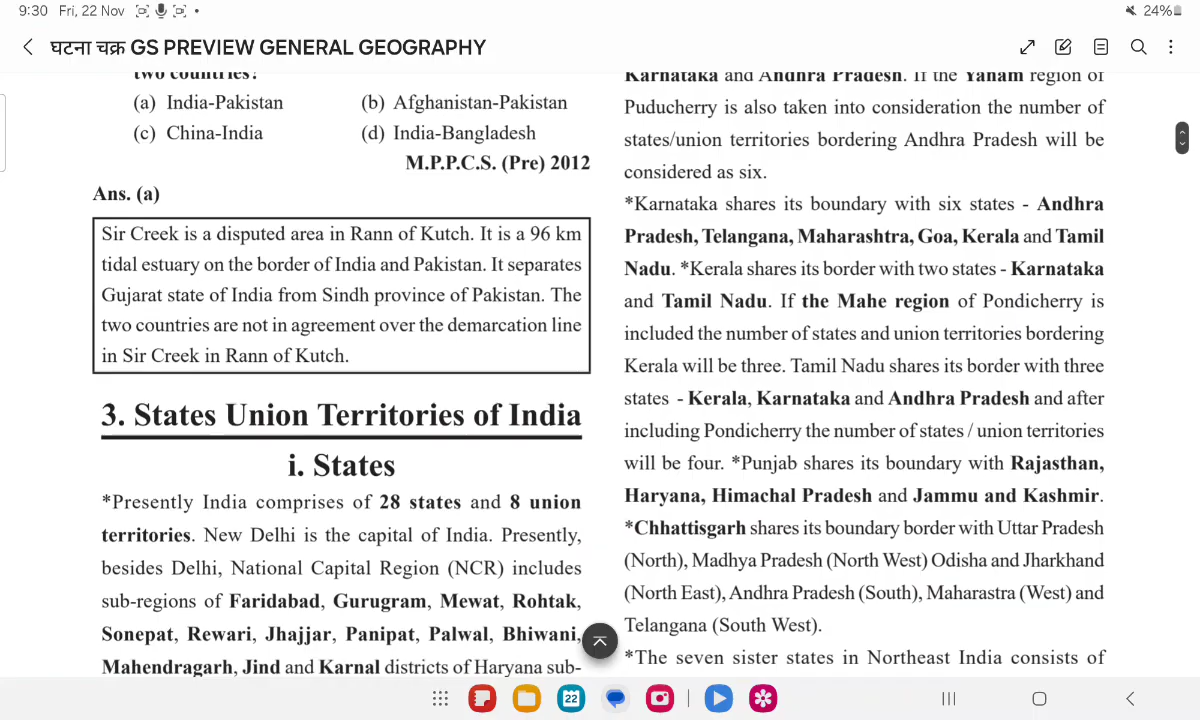 9:30 Fri, 22 Nov
24%
घटना चक्र GS PREVIEW GENERAL GEOGRAPHY
two countries?
(a) India-Pakistan (b) Afghanistan-Pakistan
(c) China-India (d) India-Bangladesh
M.P.P.C.S. (Pre) 2012
Ans. (a)
Sir Creek is a disputed area in Rann of Kutch. It is a 96 km
tidal estuary on the border of India and Pakistan. It separates
Gujarat state of India from Sindh province of Pakistan. The
two countries are not in agreement over the demarcation line
in Sir Creek in Rann of Kutch.
3. States Union Territories of India
i. States
*Presently India comprises of 28 states and 8 union
territories. New Delhi is the capital of India. Presently,
besides Delhi, National Capital Region (NCR) includes
sub-regions of Faridabad, Gurugram, Mewat, Rohtak,
Sonepat, Rewari, Jhajjar, Panipat, Palwal, Bhiwani,
Mahendragarh, Jind and Karnal districts of Haryana sub-
Karnataka and Andhra Pradesh. If the Yanam region of
Puducherry is also taken into consideration the number of
states/union territories bordering Andhra Pradesh will be
considered as six.
*Karnataka shares its boundary with six states - Andhra
Pradesh, Telangana, Maharashtra, Goa, Kerala and Tamil
Nadu. *Kerala shares its border with two states - Karnataka
and Tamil Nadu. If the Mahe region of Pondicherry is
included the number of states and union territories bordering
Kerala will be three. Tamil Nadu shares its border with three
states - Kerala, Karnataka and Andhra Pradesh and after
including Pondicherry the number of states / union territories
will be four. *Punjab shares its boundary with Rajasthan,
Haryana, Himachal Pradesh and Jammu and Kashmir.
*Chhattisgarh shares its boundary border with Uttar Pradesh
(North), Madhya Pradesh (North West) Odisha and Jharkhand
(North East), Andhra Pradesh (South), Maharastra (West) and
Telangana (South West).
*The seven sister states in Northeast India consists of
22